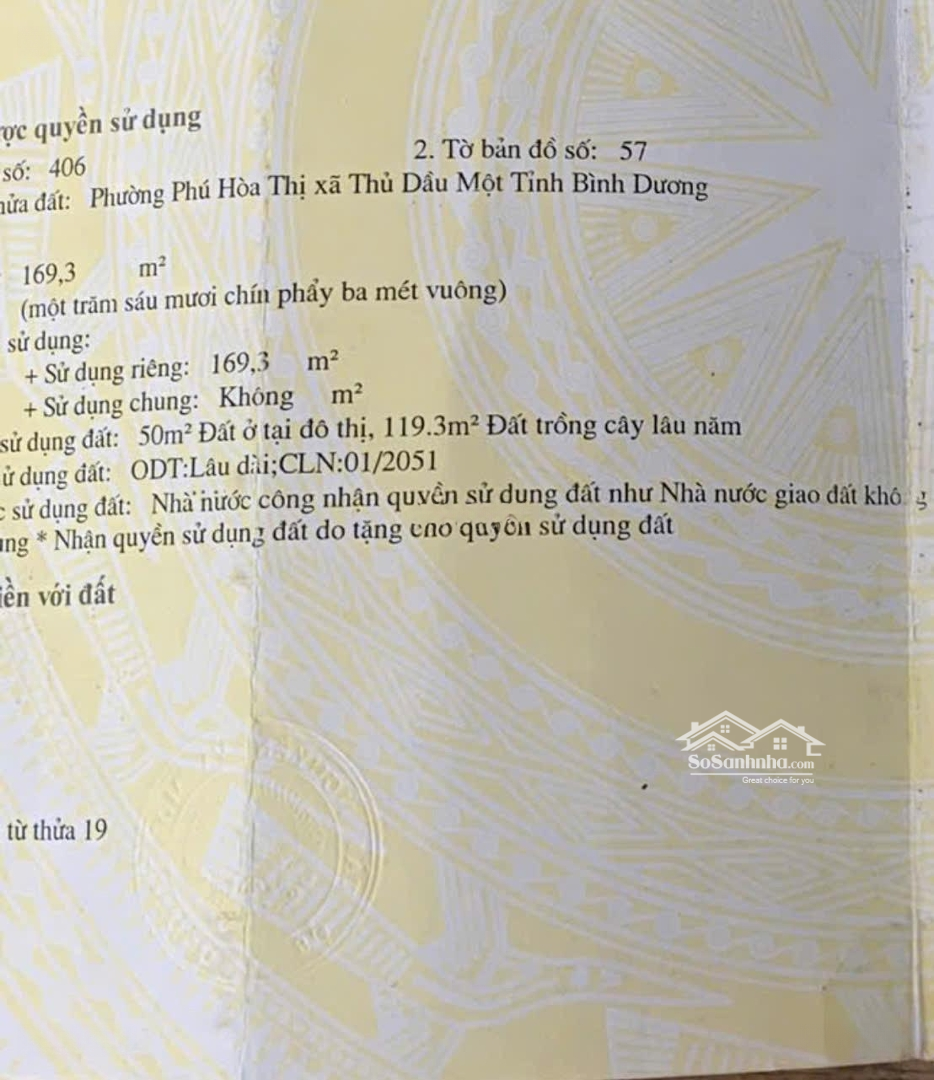 ợc quyền sử dụng
số: 406 2. Tờ bản đồ số: 57
hửa đất: Phường Phú Hòa Thị xã Thủ Dầu Một Tỉnh Bình Dương
169,3 m²
(một trăm sáu mươi chín phẩy ba mét vuông)
sử dụng:
+ Sử dụng riêng: 169,3 m²
+ Sử dụng chung: Không m²
sử dụng đất: 50m² Đất ở tại đô thị, 119.3m² Đất trồng cây lâu năm
ử dụng đất: ODT:Lâu dài;CLN:01/2051
c sử dụng đất: Nhà nước công nhận quyền sử dụng đất như Nhà nước giao đất không
ụng * Nhận quyền sử dụng đất do tặng cho quyền sử dụng đất
iền với đất
SoSanhnha.com
Great choice for you
từ thửa 19